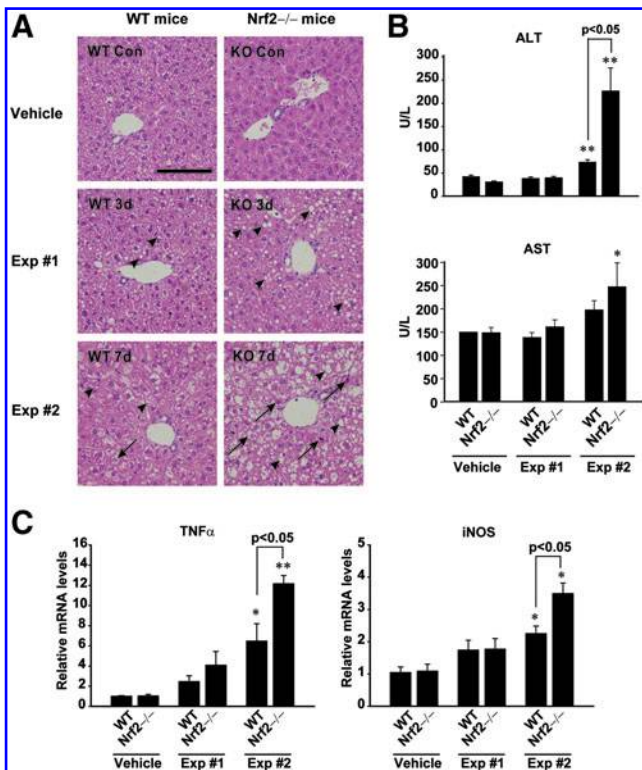 A
WT mice
Nrf2−/− mice
Vehicle
WT Con
KO Con
Exp #1
WT 3d
KO 3d
Exp #2
WT 7d
KO 7d
B
ALT
p<0.05
U/L
300
250
200
150
100
50
0
**
**
AST
U/L
300
250
200
150
100
50
0
*
WT
Nrf2−/−
WT
Nrf2−/−
WT
Nrf2−/−
Vehicle
Exp #1
Exp #2
C
TNFα
p<0.05
Relative mRNA levels
16
14
12
10
8
6
4
2
0
*
**
WT
Nrf2−/−
WT
Nrf2−/−
WT
Nrf2−/−
Vehicle
Exp #1
Exp #2
iNOS
p<0.05
Relative mRNA levels
5
4
3
2
1
0
*
*
WT
Nrf2−/−
WT
Nrf2−/−
WT
Nrf2−/−
Vehicle
Exp #1
Exp #2